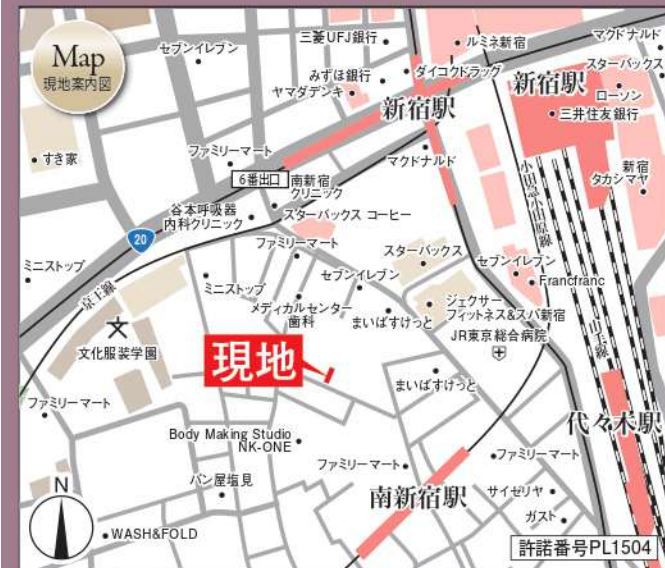 Map
現地案内図
セブンイレブン
三菱UFJ銀行
ルミネ新宿
マクドナルド
スターバックス
みずほ銀行
ヤマダデンキ
ダイコクドラッグ
新宿駅
ローソン
三井住友銀行
新宿駅
すき家
ファミリーマート
マクドナルド
6番出口
南新宿
クリニック
新宿
タカシマヤ
谷本呼吸器
内科クリニック
スターバックス コーヒー
小田急小田原線
20
ファミリーマート
スターバックス
ミニストップ
京王線
ミニストップ
セブンイレブン
セブンイレブン
Francfranc
メディカルセンター
歯科
まいばすけっと
ジェクサー
フィットネス&スパ新宿
山手線
文化服装学園
JR東京総合病院
現地
まいばすけっと
ファミリーマート
代々木駅
Body Making Studio
NK-ONE
ファミリーマート
ファミリーマート
パン屋塩見
南新宿駅
サイゼリヤ
N
ガスト
WASH&FOLD
許諾番号PL1504